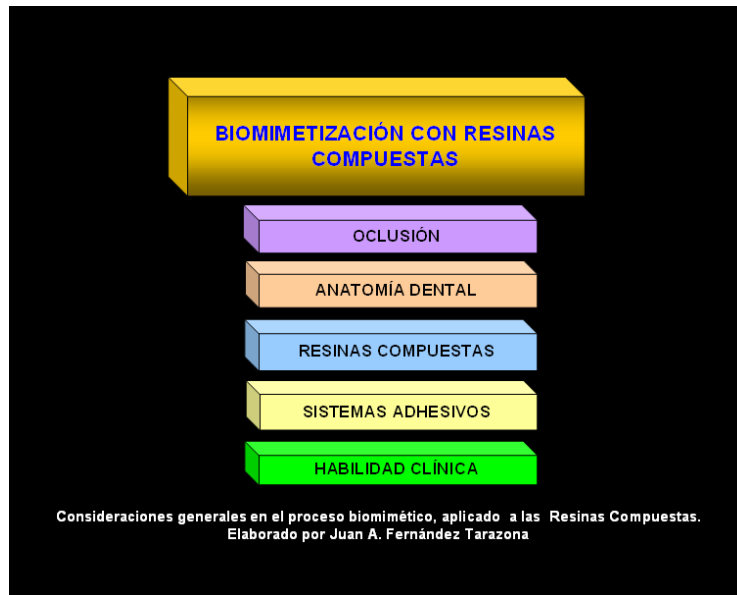 BIOMIMETIZACIÓN CON RESINAS
COMPUESTAS
OCLUSIÓN
ANATOMÍA DENTAL
RESINAS COMPUESTAS
SISTEMAS ADHESIVOS
HABILIDAD CLÍNICA
Consideraciones generales en el proceso biomimético, aplicado a las Resinas Compuestas.
Elaborado por Juan A. Fernández Tarazona